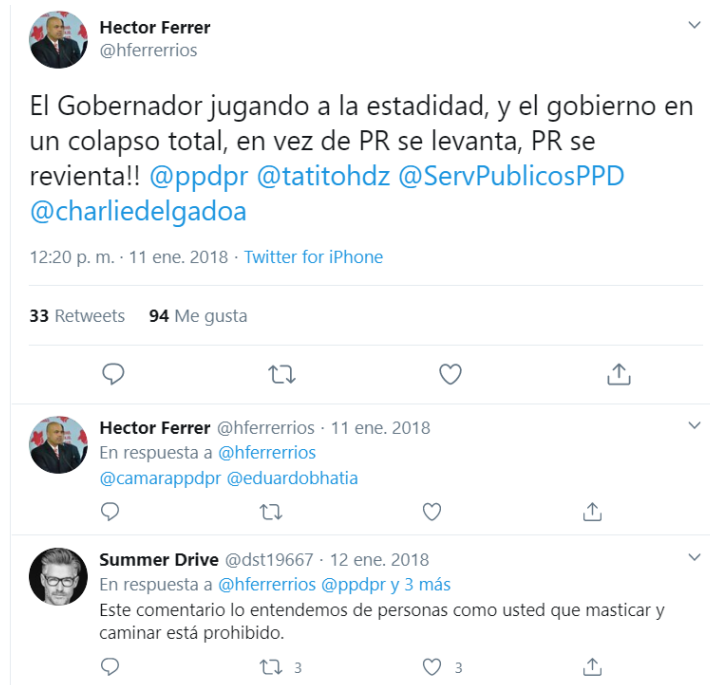 Hector Ferrer
@hferrerrios
El Gobernador jugando a la estadidad, y el gobierno en
un colapso total, en vez de PR se levanta, PR se
revienta!! @ppdpr @tatitohdz @ServPublicosPPD
@charliedelgadoa
12:20 p. m. · 11 ene. 2018 · Twitter for iPhone
33 Retweets 94 Me gusta
Hector Ferrer @hferrerrios · 11 ene. 2018
En respuesta a @hferrerrios
@camarappdpr @eduardobhatia
Summer Drive @dst19667 · 12 ene. 2018
En respuesta a @hferrerrios @ppdpr y 3 más
Este comentario lo entendemos de personas como usted que masticar y
caminar está prohibido.
3 3